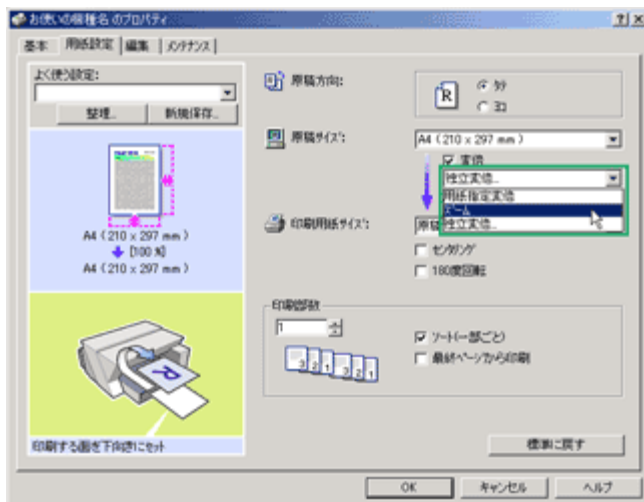 お使いの機種名 のプロパティ
基本
用紙設定
編集
メンテナンス
よく使う設定:
整理...
新規保存...
A4 (210 x 297 mm)
[100 %]
A4 (210 x 297 mm)
印刷する面を下向きにセット
原稿方向:
R
タテ
ヨコ
原稿サイズ:
A4 (210 x 297 mm)
変倍
独立変倍...
用紙指定変倍
ズーム
独立変倍...
印刷用紙サイズ:
センタリング
180度回転
印刷部数
1
3 2 1 3 2 1
ソート(一部ごと)
最終ページから印刷
標準に戻す
OK
キャンセル
ヘルプ